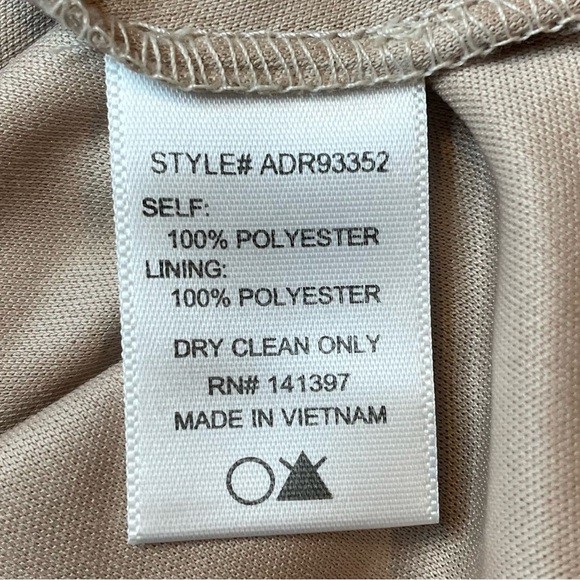 STYLE# ADR93352
SELF:
100% POLYESTER
LINING:
100% POLYESTER
DRY CLEAN ONLY
RN# 141397
MADE IN VIETNAM